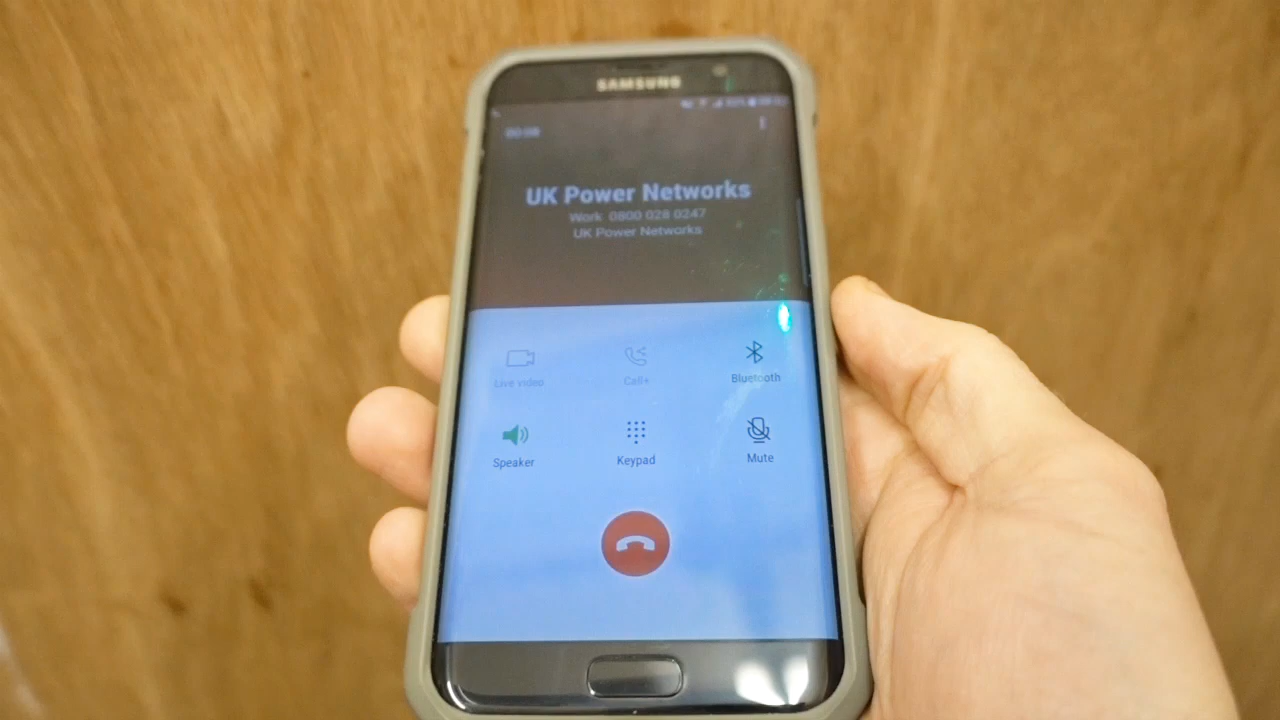 SAMSUNG
UK Power Networks
Work 0800 028 0247
UK Power Networks
Live video
Call+
Bluetooth
Speaker
Keypad
Mute